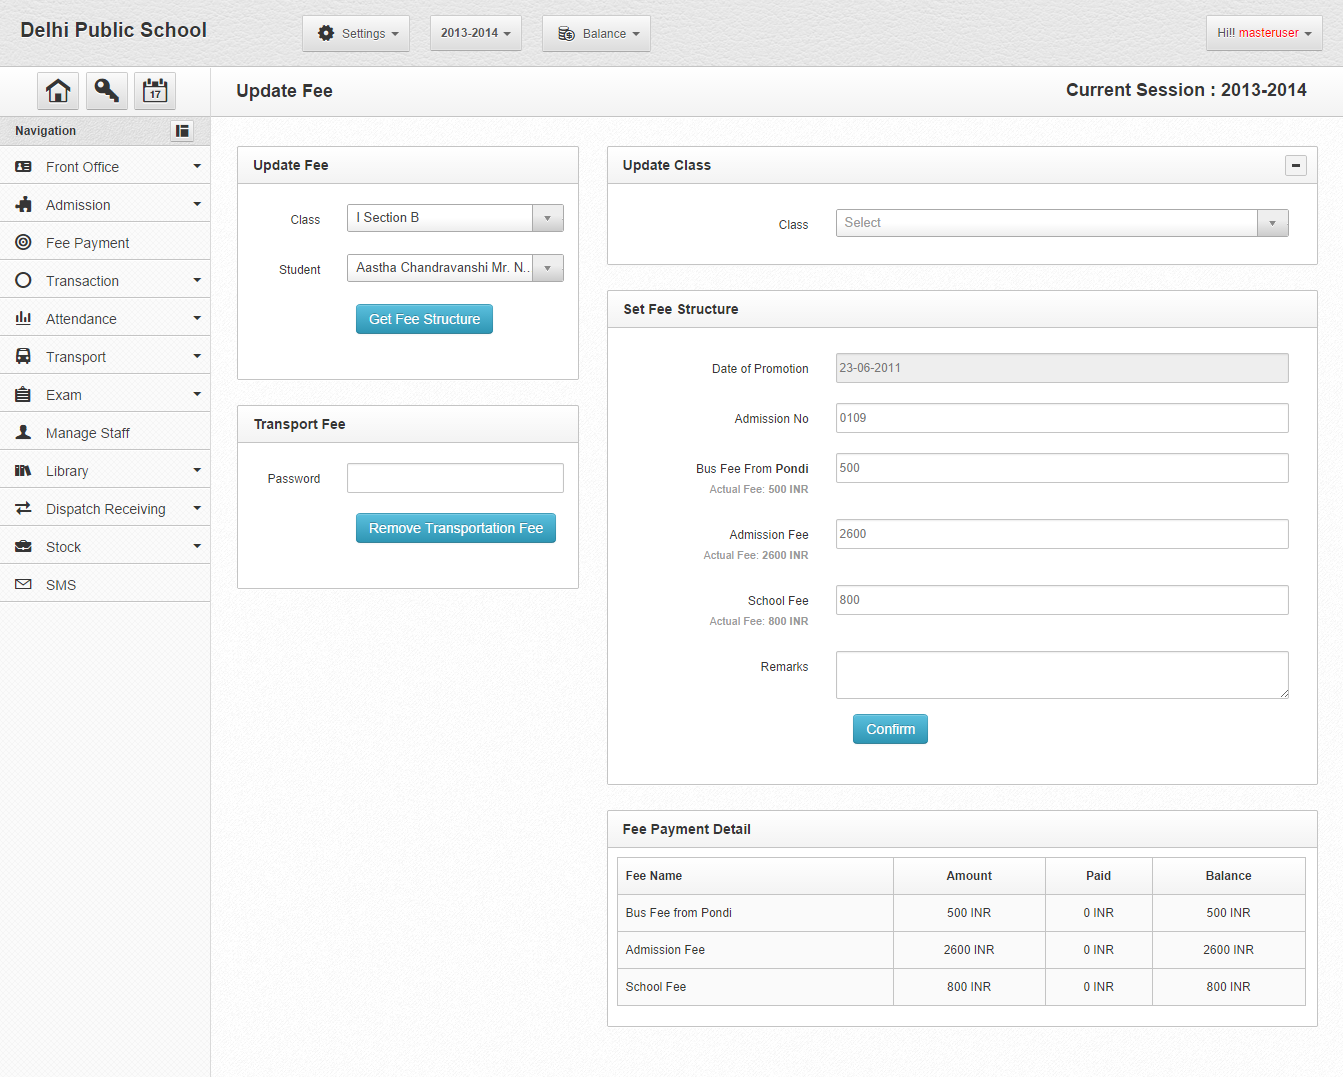 Delhi Public School
Settings
2013-2014
Balance
Hi!! masteruser
17
Update Fee
Current Session : 2013-2014
Navigation
Front Office
Admission
Fee Payment
Transaction
Attendance
Transport
Exam
Manage Staff
Library
Dispatch Receiving
Stock
SMS
Update Fee
Class
I Section B
Student
Aastha Chandravanshi Mr. N...
Get Fee Structure
Transport Fee
Password
Remove Transportation Fee
Update Class
Class
Select
Set Fee Structure
Date of Promotion
23-06-2011
Admission No
0109
Bus Fee From Pondi
500
Actual Fee: 500 INR
Admission Fee
2600
Actual Fee: 2600 INR
School Fee
800
Actual Fee: 800 INR
Remarks
Confirm
Fee Payment Detail
Fee Name Amount Paid Balance
Bus Fee from Pondi 500 INR 0 INR 500 INR
Admission Fee 2600 INR 0 INR 2600 INR
School Fee 800 INR 0 INR 800 INR